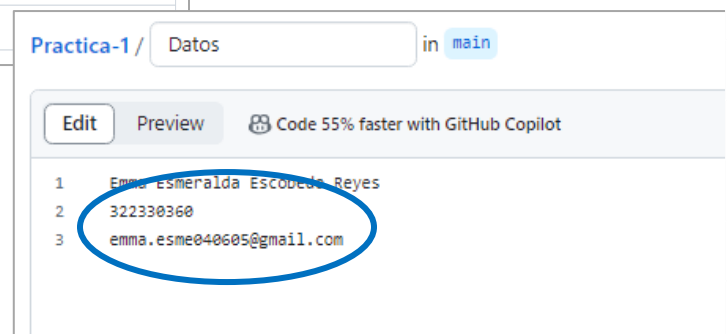 Practica-1 / Datos in main
Edit Preview Code 55% faster with GitHub Copilot
1 Emma Esmeralda Escobedo Reyes
2 322330360
3 emma.esme040605@gmail.com